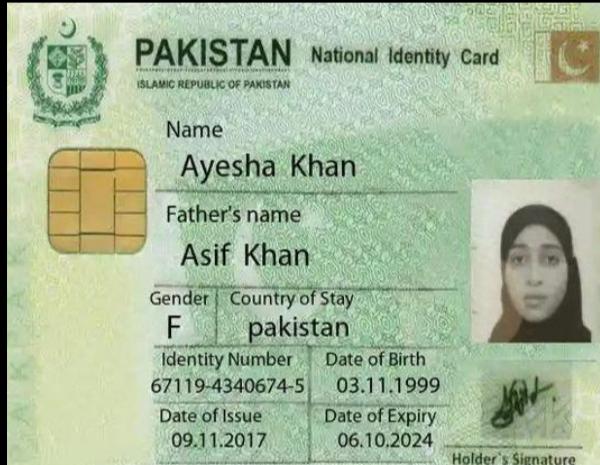 PAKISTAN National Identity Card
ISLAMIC REPUBLIC OF PAKISTAN
Name
Ayesha Khan
Father's name
Asif Khan
Gender Country of Stay
F pakistan
Identity Number Date of Birth
67119-4340674-5 03.11.1999
Date of Issue Date of Expiry
09.11.2017 06.10.2024
Holder's Signature